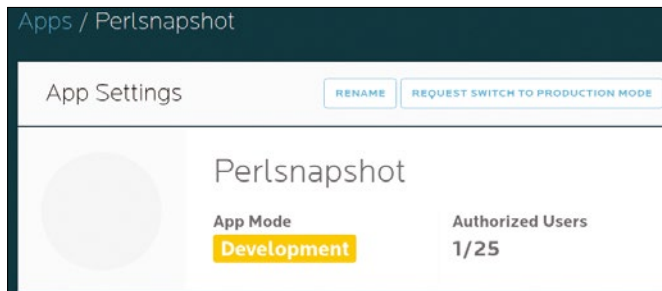 Apps / Perlsnapshot
App Settings
RENAME
REQUEST SWITCH TO PRODUCTION MODE
Perlsnapshot
App Mode
Authorized Users
Development
1/25